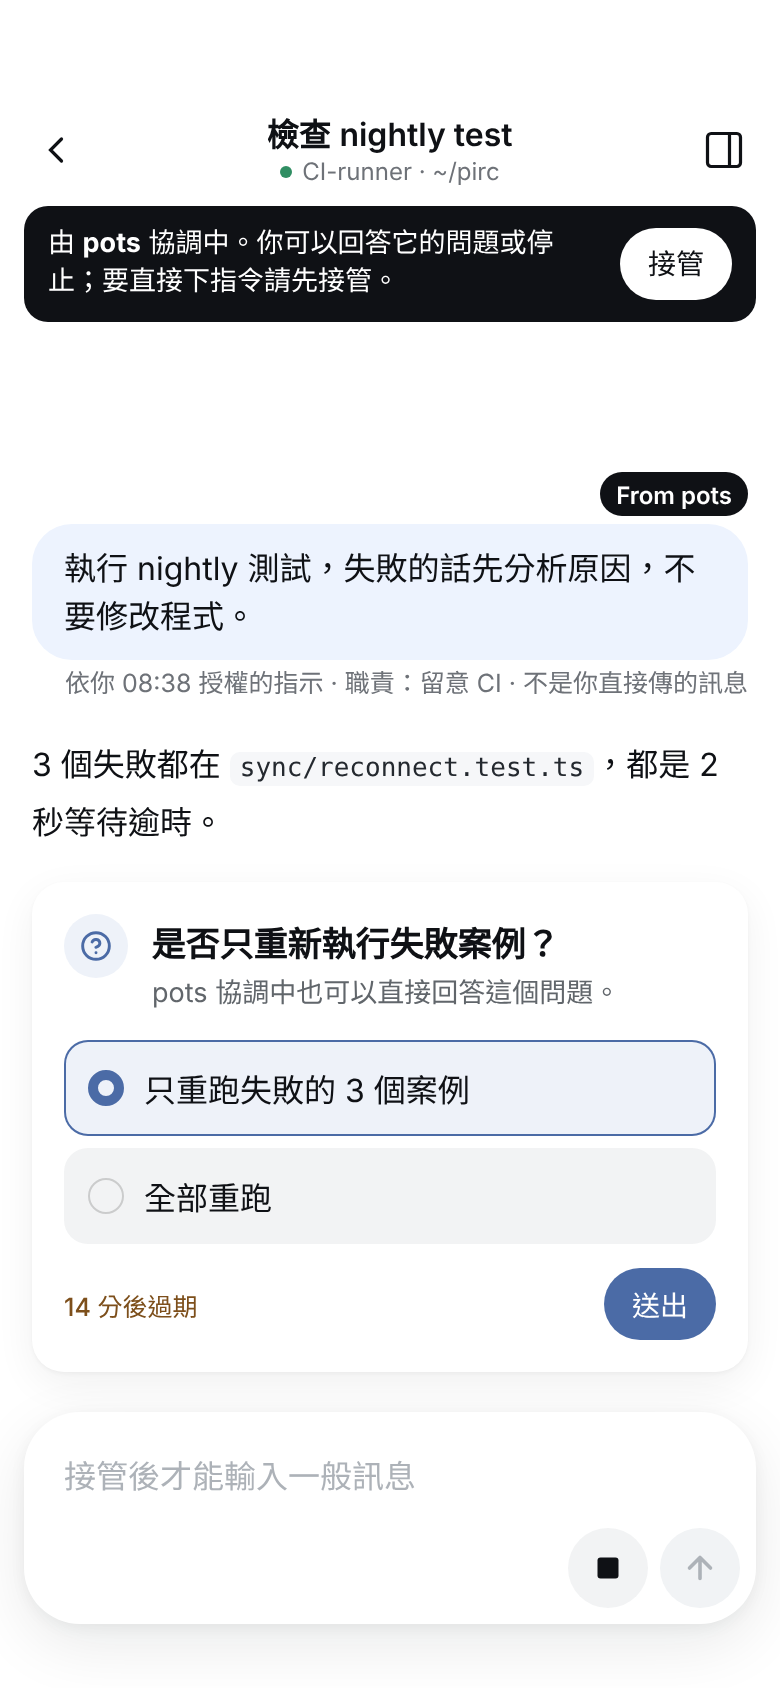 檢查 nightly test
CI-runner · ~/pirc
由 pots 協調中。你可以回答它的問題或停
止；要直接下指令請先接管。
接管
From pots
執行 nightly 測試，失敗的話先分析原因，不
要修改程式。
依你 08:38 授權的指示 · 職責：留意 CI · 不是你直接傳的訊息
3 個失敗都在 sync/reconnect.test.ts，都是 2
秒等待逾時。
是否只重新執行失敗案例？
pots 協調中也可以直接回答這個問題。
只重跑失敗的 3 個案例
全部重跑
14 分後過期
送出
接管後才能輸入一般訊息